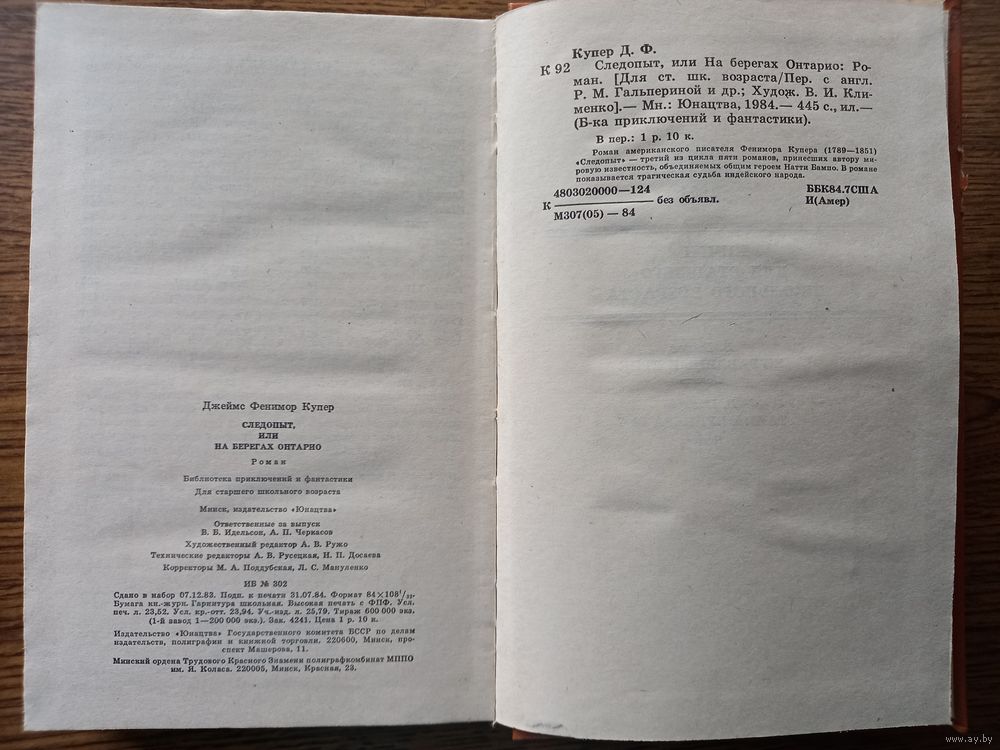 Джеймс Фенимор Купер
СЛЕДОПЫТ,
ИЛИ
НА БЕРЕГАХ ОНТАРИО
Роман
Библиотека приключений и фантастики
Для старшего школьного возраста
Минск, издательство «Юнацтва»
Ответственные за выпуск
В. Б. Идельсон, А. П. Черкасов
Художественный редактор А. В. Ружо
Технические редакторы А. В. Русецкая, Н. П. Досаева
Корректоры М. А. Поддубская, Л. С. Мануленко
ИБ № 302
Сдано в набор 07.12.83. Подп. к печати 31.07.84. Формат 84×108¹/₃₂.
Бумага кн.-журн. Гарнитура школьная. Высокая печать с ФПФ. Усл.
печ. л. 23,52. Усл. кр.-отт. 23,94. Уч.-изд. л. 25,79. Тираж 600 000 экз.
(1-й завод 1—200 000 экз.). Зак. 4241. Цена 1 р. 10 к.
Издательство «Юнацтва» Государственного комитета БССР по делам
издательств, полиграфии и книжной торговли. 220600, Минск, про-
спект Машерова, 11.
Минский ордена Трудового Красного Знамени полиграфкомбинат МППО
им. Я. Коласа. 220005, Минск, Красная, 23.
Купер Д. Ф.
К 92 Следопыт, или На берегах Онтарио: Ро-
ман. [Для ст. шк. возраста/Пер. с англ.
Р. М. Гальпериной и др.; Худож. В. И. Кли-
менко].— Мн.: Юнацтва, 1984.— 445 с., ил.—
(Б-ка приключений и фантастики).
В пер.: 1 р. 10 к.
Роман американского писателя Фенимора Купера (1789—1851)
«Следопыт» — третий из цикла пяти романов, принесших автору ми-
ровую известность, объединяемых общим героем Натти Бампо. В романе
показывается трагическая судьба индейского народа.
4803020000—124 ББК84.7США
К без объявл. И(Амер)
М307(05) — 84
www.ay.by